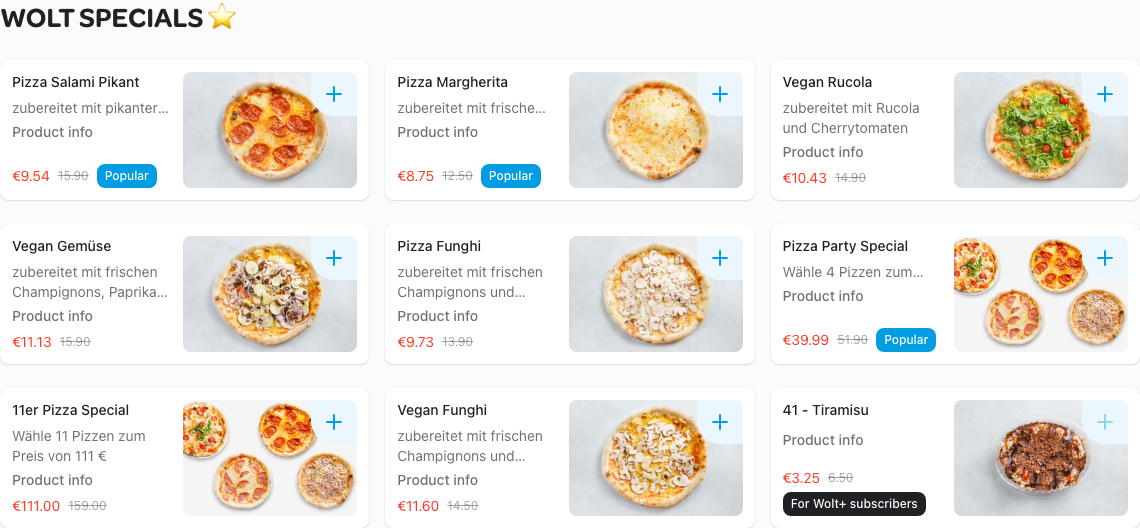 WOLT SPECIALS ⭐
Pizza Salami Pikant
zubereitet mit pikanter...
Product info
€9.54 15.90 Popular
Pizza Margherita
zubereitet mit frische...
Product info
€8.75 12.50 Popular
Vegan Rucola
zubereitet mit Rucola
und Cherrytomaten
Product info
€10.43 14.90
Vegan Gemüse
zubereitet mit frischen
Champignons, Paprika...
Product info
€11.13 15.90
Pizza Funghi
zubereitet mit frischen
Champignons und...
Product info
€9.73 13.90
Pizza Party Special
Wähle 4 Pizzen zum...
Product info
€39.99 51.90 Popular
11er Pizza Special
Wähle 11 Pizzen zum
Preis von 111 €
Product info
€111.00 159.00
Vegan Funghi
zubereitet mit frischen
Champignons und...
Product info
€11.60 14.50
41 - Tiramisu
Product info
€3.25 6.50
For Wolt+ subscribers